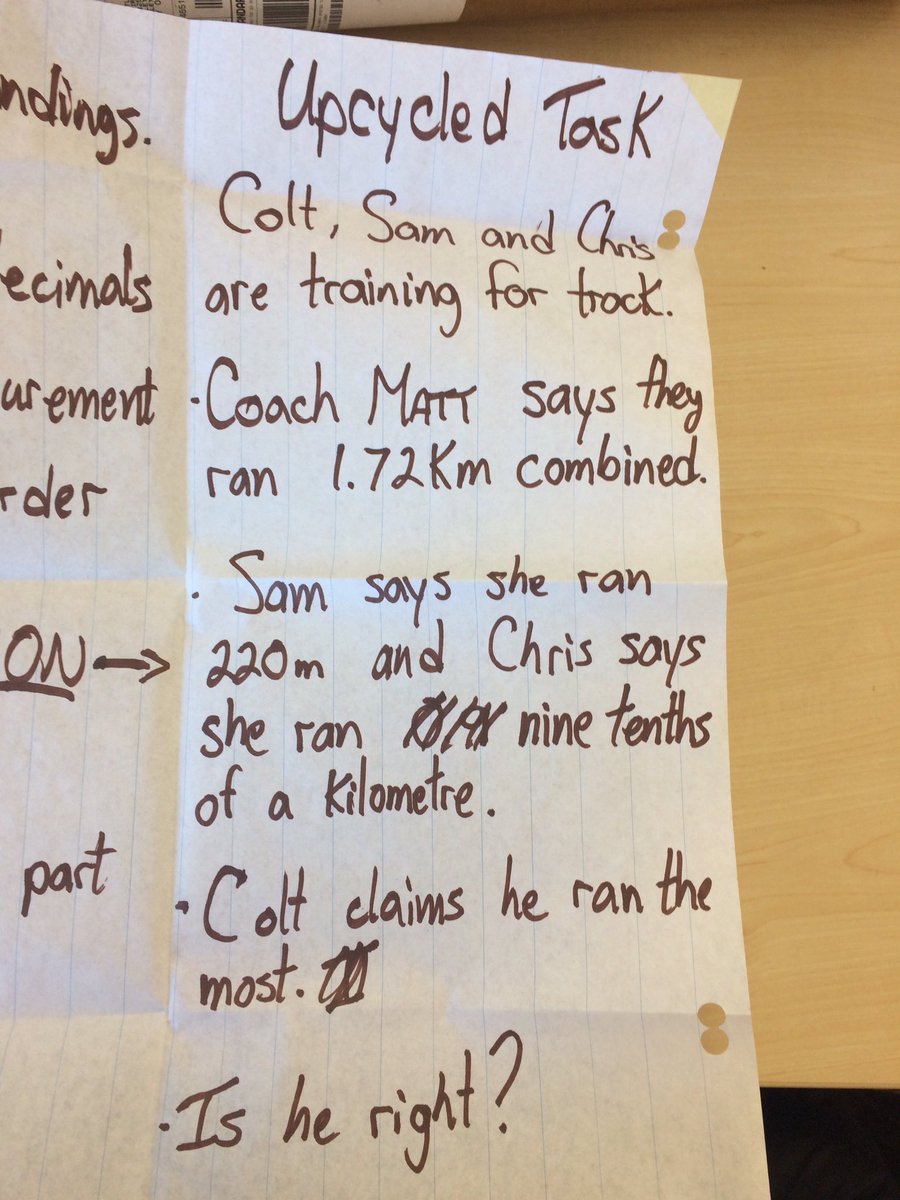 ndings.
ecimals
urement
rder
ON →
part
Upcycled Task
Colt, Sam and Chris
are training for track.
·Coach MATT says they
ran 1.72Km combined.
· Sam says she ran
220m and Chris says
she ran nine tenths
of a Kilometre.
·Colt claims he ran the
most.
·Is he right?